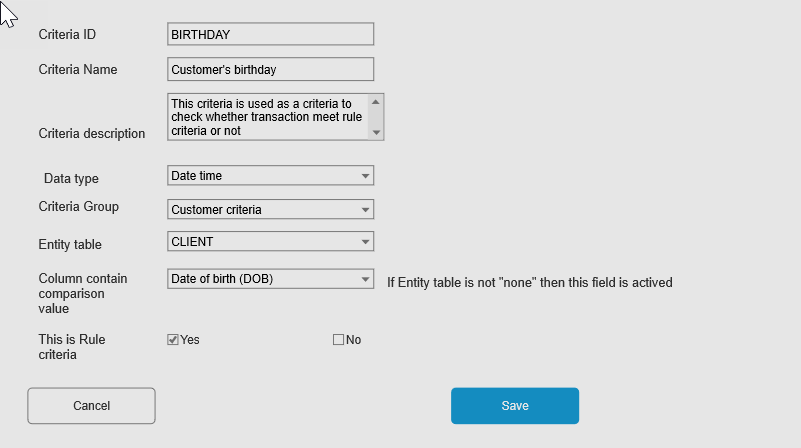 Criteria ID
BIRTHDAY
Criteria Name
Customer's birthday
Criteria description
This criteria is used as a criteria to
check whether transaction meet rule
criteria or not
Data type
Date time
Criteria Group
Customer criteria
Entity table
CLIENT
Column contain
comparison
value
Date of birth (DOB)
If Entity table is not "none" then this field is actived
This is Rule
criteria
Yes
No
Cancel
Save